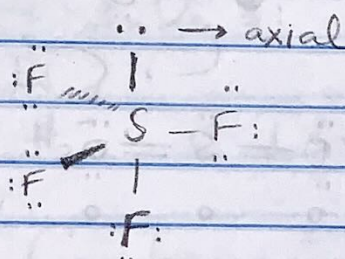 .. → axial
:F̤̈
S – F̤̈:
:F̤̈
:F̤: